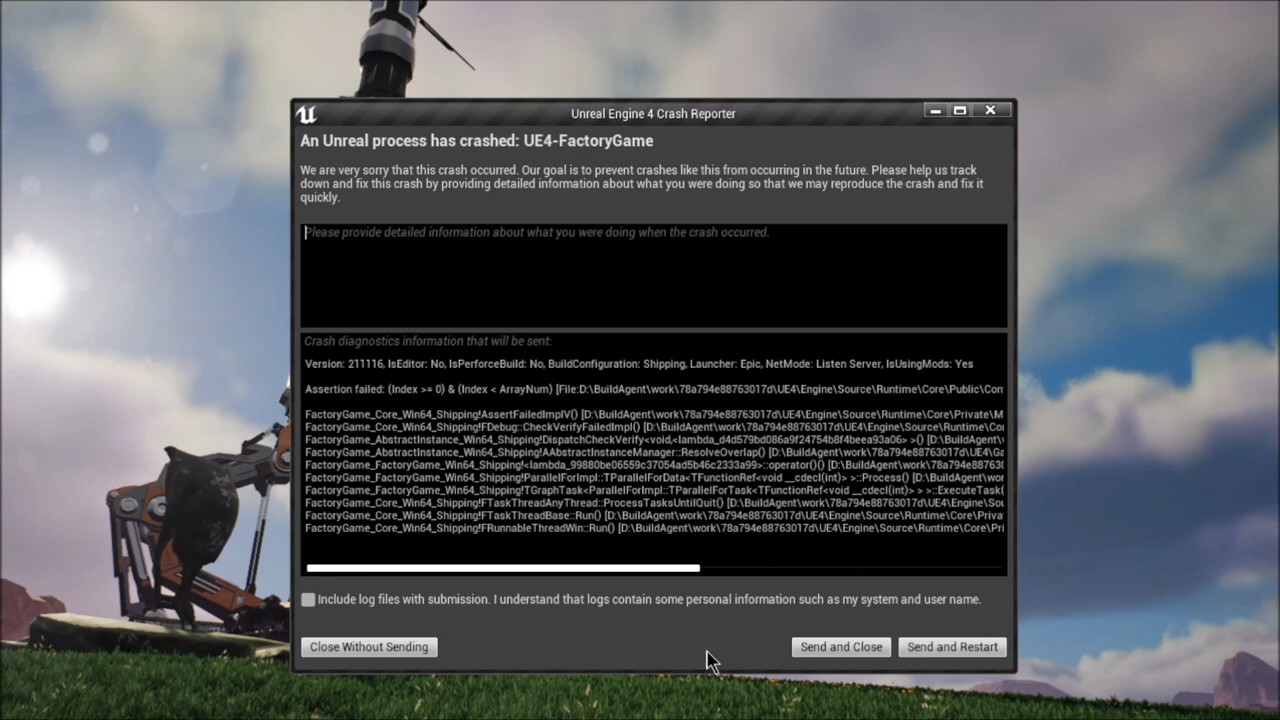 Unreal Engine 4 Crash Reporter
An Unreal process has crashed: UE4-FactoryGame
We are very sorry that this crash occurred. Our goal is to prevent crashes like this from occurring in the future. Please help us track
down and fix this crash by providing detailed information about what you were doing so that we may reproduce the crash and fix it
quickly.
Please provide detailed information about what you were doing when the crash occurred.
Crash diagnostics information that will be sent:
Version: 211116, IsEditor: No, IsPerforceBuild: No, BuildConfiguration: Shipping, Launcher: Epic, NetMode: Listen Server, IsUsingMods: Yes
Assertion failed: (Index >= 0) & (Index < ArrayNum) [File:D:\BuildAgent\work\78a794e88763017d\UE4\Engine\Source\Runtime\Core\Public\Con
FactoryGame_Core_Win64_Shipping!AssertFailedImplV() [D:\BuildAgent\work\78a794e88763017d\UE4\Engine\Source\Runtime\Core\Private\M
FactoryGame_Core_Win64_Shipping!FDebug::CheckVerifyFailedImpl() [D:\BuildAgent\work\78a794e88763017d\UE4\Engine\Source\Runtime\Cor
FactoryGame_AbstractInstance_Win64_Shipping!DispatchCheckVerify<void,<lambda_d4d579bd086a9f24754b8f4beea93a06> >() [D:\BuildAgent\v
FactoryGame_AbstractInstance_Win64_Shipping!AAbstractInstanceManager::ResolveOverlap() [D:\BuildAgent\work\78a794e88763017d\UE4\Ga
FactoryGame_FactoryGame_Win64_Shipping!<lambda_99880be06559c37054ad5b46c2333a99>::operator()() [D:\BuildAgent\work\78a794e887630
FactoryGame_FactoryGame_Win64_Shipping!ParallelForImpl::TParallelForData<TFunctionRef<void __cdecl(int)> >::Process() [D:\BuildAgent\wor
FactoryGame_FactoryGame_Win64_Shipping!TGraphTask<ParallelForImpl::TParallelForTask<TFunctionRef<void __cdecl(int)> > >::ExecuteTask(
FactoryGame_Core_Win64_Shipping!FTaskThreadAnyThread::ProcessTasksUntilQuit() [D:\BuildAgent\work\78a794e88763017d\UE4\Engine\Sou
FactoryGame_Core_Win64_Shipping!FTaskThreadBase::Run() [D:\BuildAgent\work\78a794e88763017d\UE4\Engine\Source\Runtime\Core\Priva
FactoryGame_Core_Win64_Shipping!FRunnableThreadWin::Run() [D:\BuildAgent\work\78a794e88763017d\UE4\Engine\Source\Runtime\Core\Pri
Include log files with submission. I understand that logs contain some personal information such as my system and user name.
Close Without Sending
Send and Close
Send and Restart